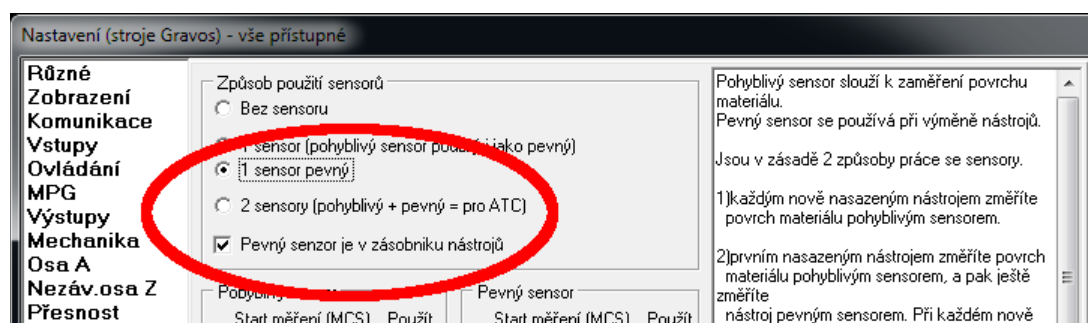 Nastavení (stroje Gravos) - vše přístupné
Různé
Zobrazení
Komunikace
Vstupy
Ovládání
MPG
Výstupy
Mechanika
Osa A
Nezáv.osa Z
Přesnost
Způsob použití sensorů
Bez sensoru
1 sensor (pohyblivý sensor použitý jako pevný)
1 sensor pevný
2 sensory (pohyblivý + pevný = pro ATC)
Pevný senzor je v zásobniku nástrojů
Start měření (MCS) Použít
Pevný sensor
Start měření (MCS) Použít
Pohyblivý sensor slouží k zaměření povrchu
materiálu.
Pevný sensor se používá při výměně nástrojů.
Jsou v zásadě 2 způsoby práce se sensory.
1)každým nově nasazeným nástrojem změříte
povrch materiálu pohyblivým sensorem.
2)prvním nasazeným nástrojem změříte povrch
materiálu pohyblivým sensorem, a pak ještě
změříte
nástroj pevným sensorem. Při každém nově